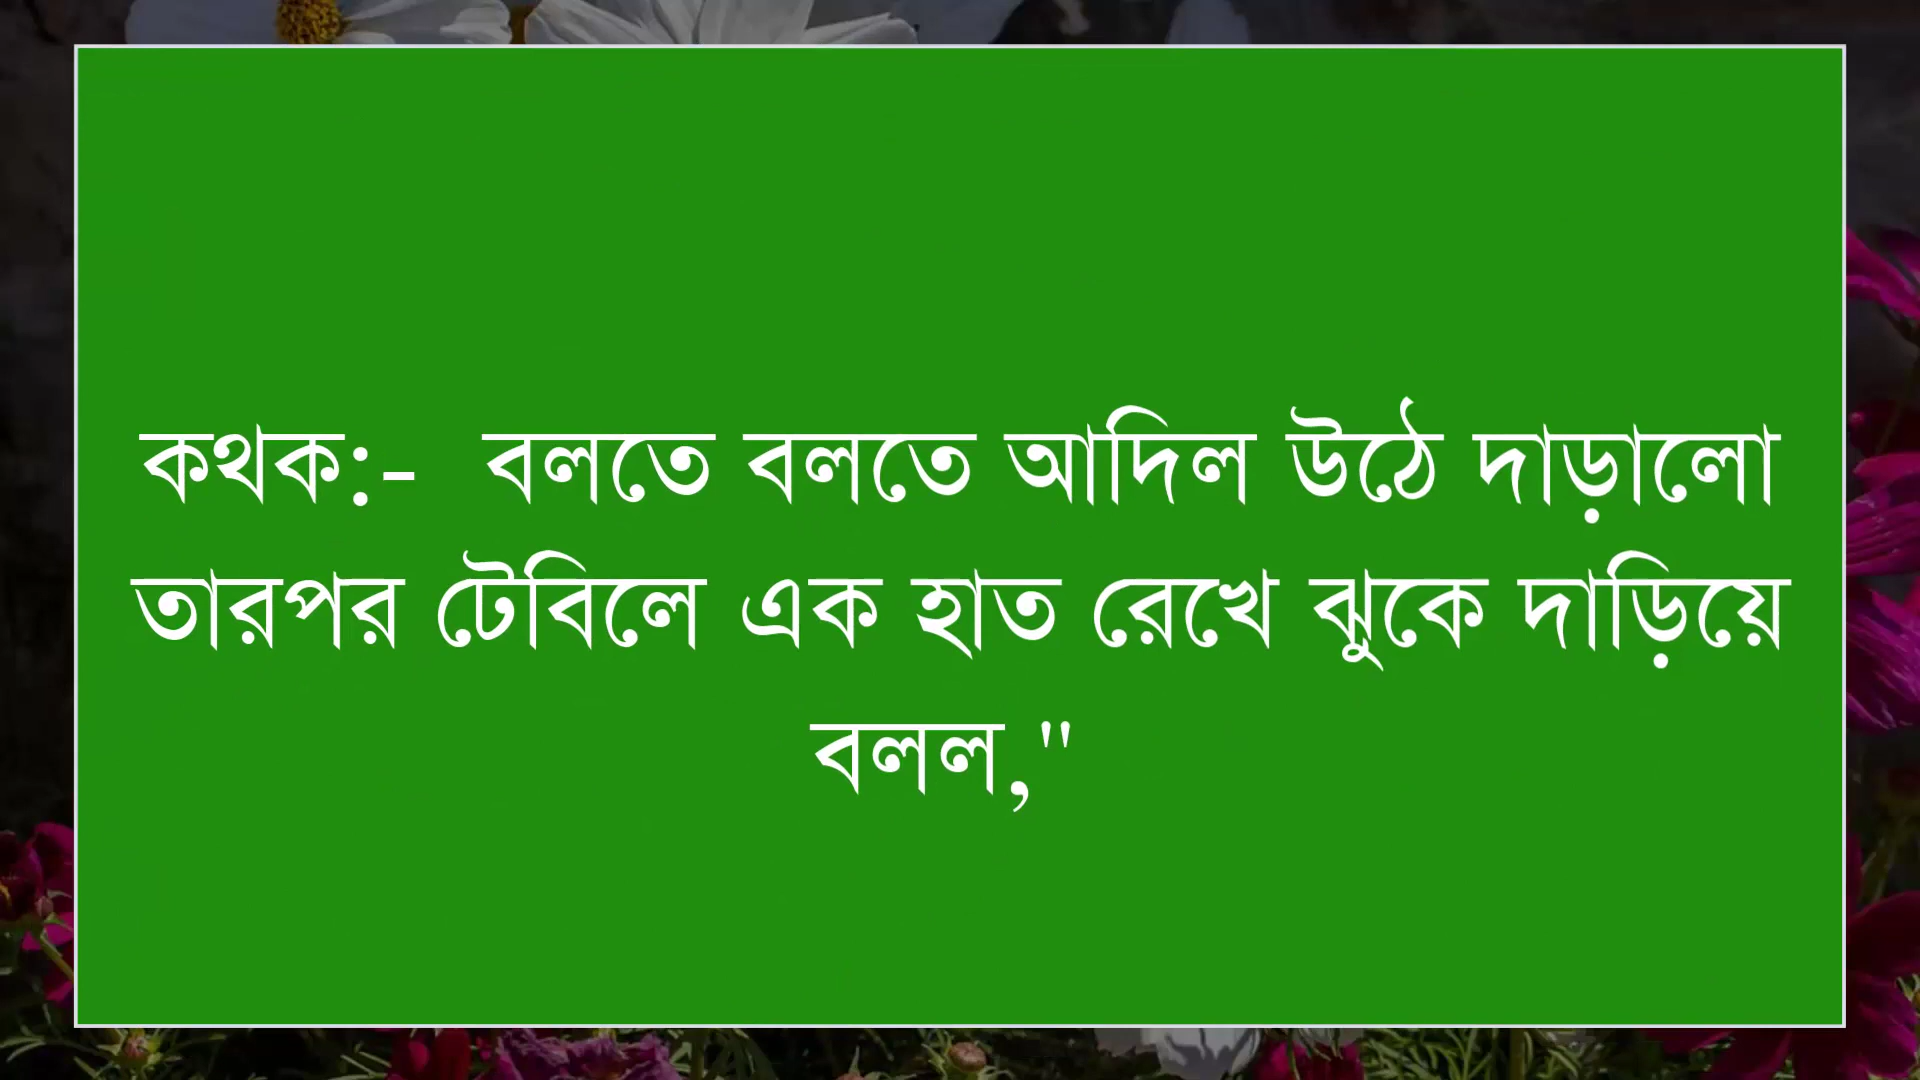 কথক:-  বলতে বলতে আদিল উঠে দাড়ালো
তারপর টেবিলে এক হাত রেখে ঝুকে দাড়িয়ে
বলল,"